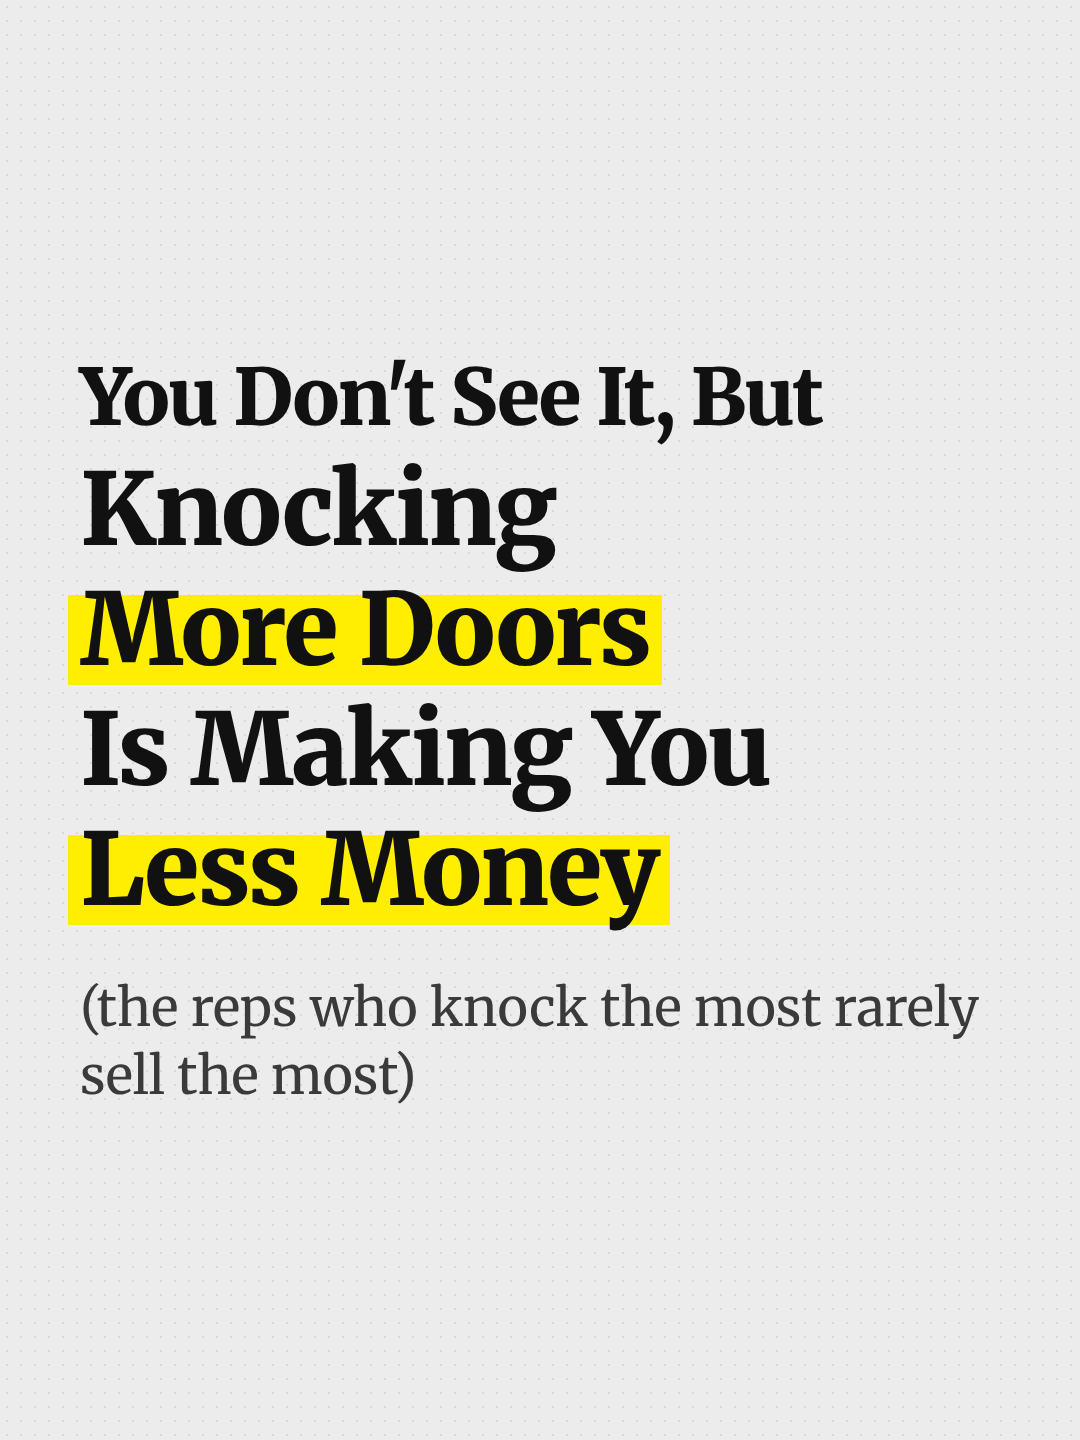 You Don't See It, But
Knocking
More Doors
Is Making You
Less Money
(the reps who knock the most rarely
sell the most)